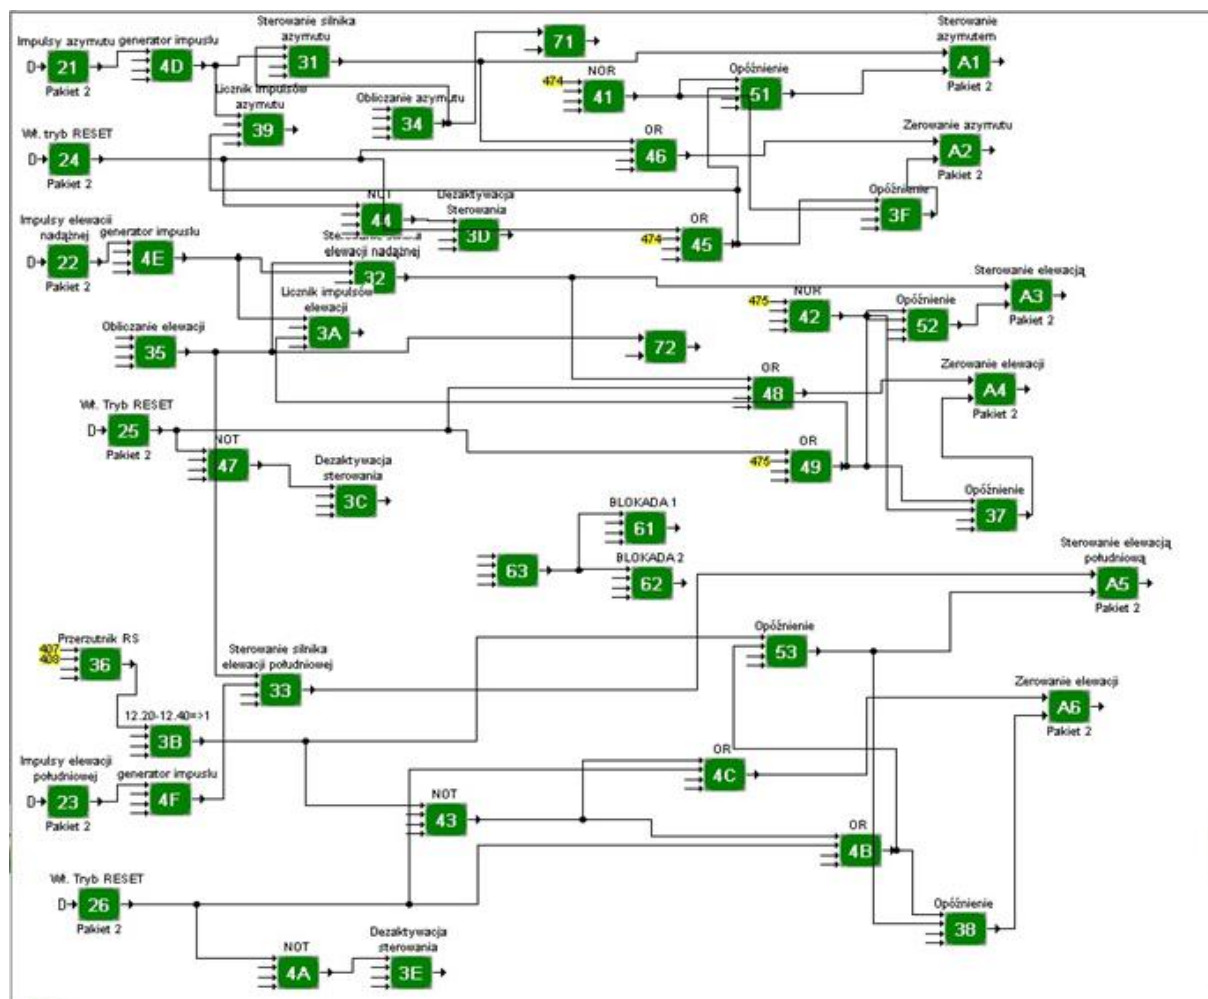 Sterowanie silnika
azymutu
Sterowanie
azymutem
Impulsy azymutu
generator impuslu
71
D
21
4D
31
A1
Pakiet 2
Pakiet 2
NOR
474
41
Opóźnienie
51
Licznik impulsów
azymutu
39
Obliczanie azymutu
34
Wł. tryb RESET
D
24
Pakiet 2
OR
46
Zerowanie azymutu
A2
Pakiet 2
NOT
44
Dezaktywacja
Sterowania
3D
OR
474
45
Opóźnienie
3F
Impulsy elewacii
nadążnej
generator impuslu
D
22
4E
Pakiet 2
Sterowanie silnika
elewacji nadążnej
32
Sterowanie elewacją
A3
Pakiet 2
Licznik impulsów
elewacji
3A
NOR
475
42
Opóźnienie
52
Obliczanie elewacji
35
72
OR
48
Zerowanie elewacji
A4
Pakiet 2
Wł. Tryb RESET
D
25
Pakiet 2
NOT
47
Dezaktywacja
sterowania
3C
OR
475
49
Opóźnienie
37
BLOKADA 1
61
63
BLOKADA 2
62
Sterowanie elewacją
południową
A5
Pakiet 2
Przerzutnik RS
407
408
36
Sterowanie silnika
elewacji południowej
33
Opóźnienie
53
Zerowanie elewacji
A6
Pakiet 2
12.20-12.40=>1
3B
Impulsy elewacji
południowej
generator impuslu
D
23
4F
Pakiet 2
OR
4C
NOT
43
OR
4B
Wł. Tryb RESET
D
26
Pakiet 2
Opóźnienie
38
NOT
4A
Dezaktywacja
sterowania
3E